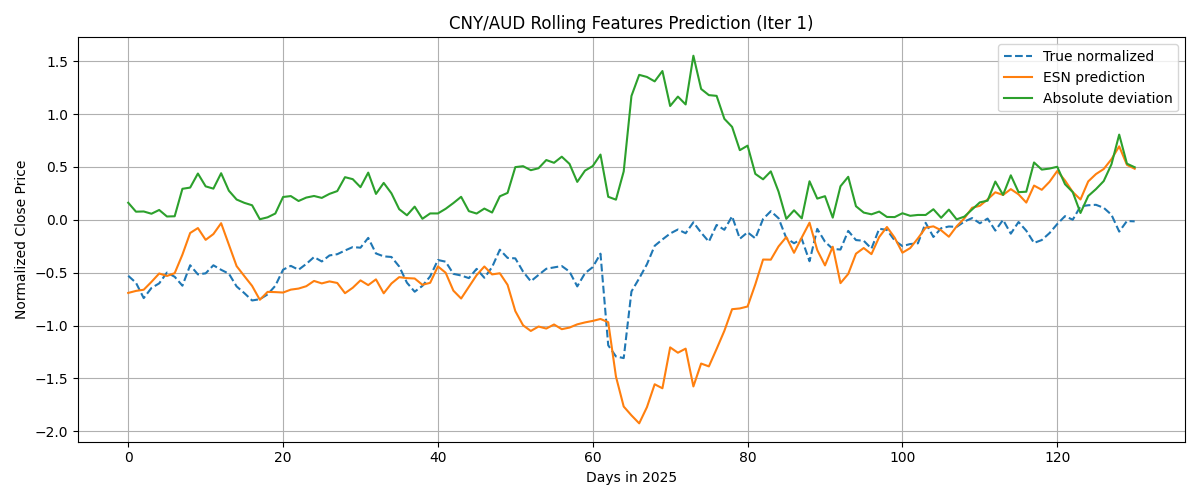 CNY/AUD Rolling Features Prediction (Iter 1)
True normalized
ESN prediction
Absolute deviation
Normalized Close Price
1.5
1.0
0.5
0.0
−0.5
−1.0
−1.5
−2.0
0 20 40 60 80 100 120
Days in 2025